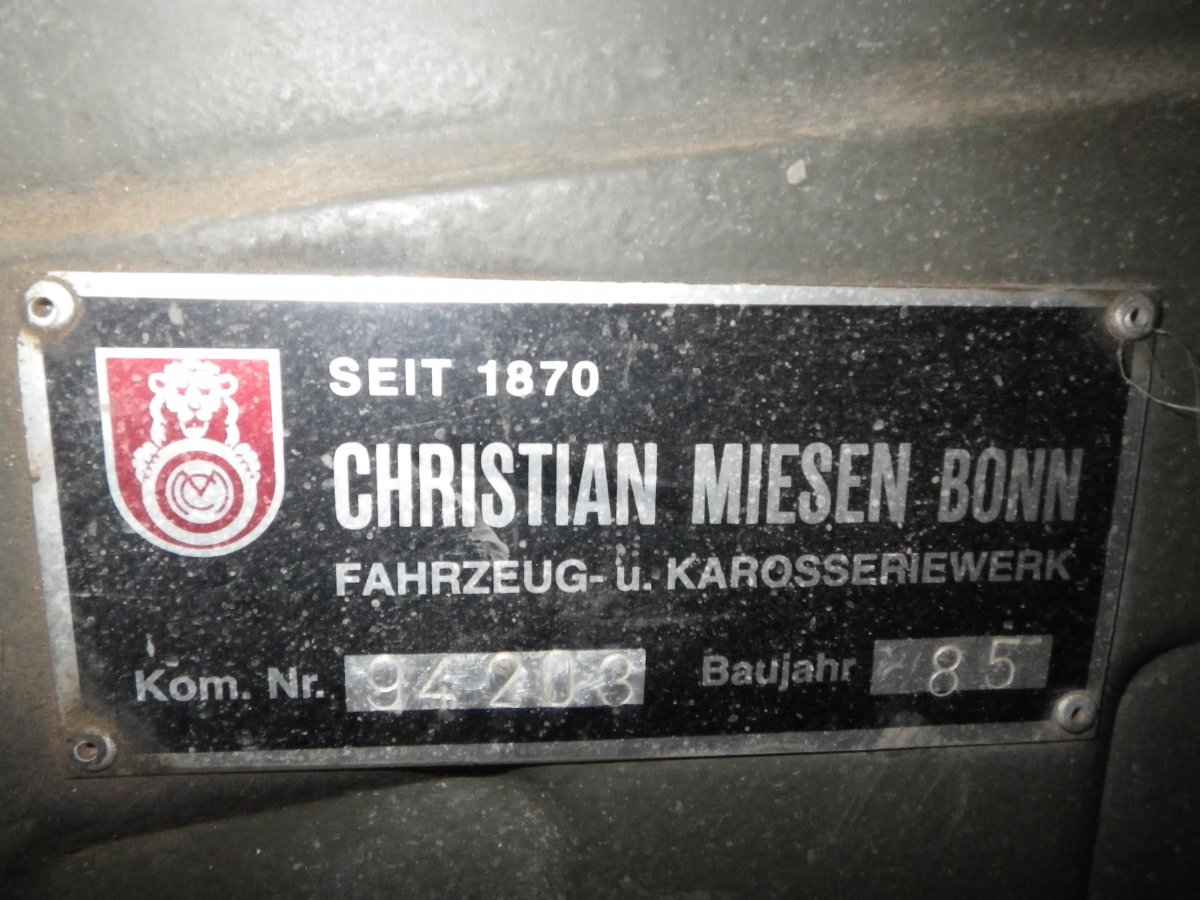 SEIT 1870
CHRISTIAN MIESEN BONN
FAHRZEUG- u. KAROSSERIEWERK
Kom. Nr. 94203 Baujahr 85